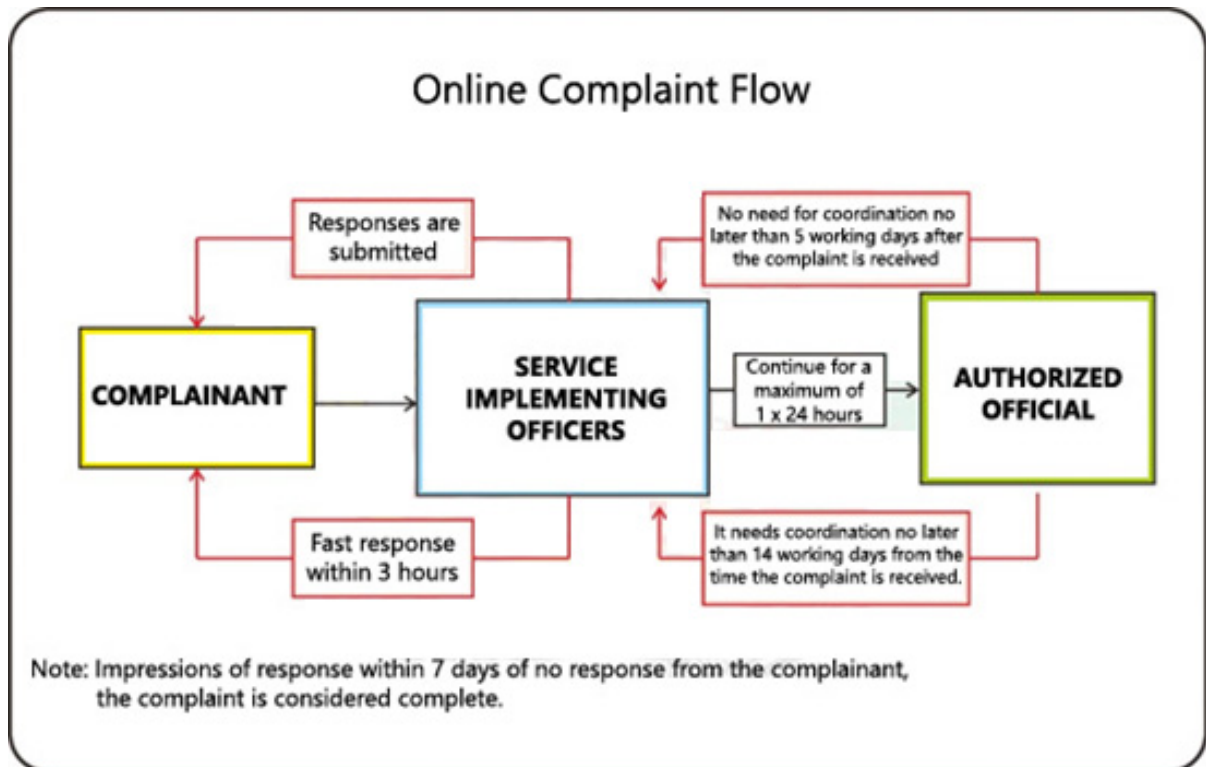 Online Complaint Flow
Responses are
submitted
No need for coordination no
later than 5 working days after
the complaint is received
COMPLAINANT
SERVICE
IMPLEMENTING
OFFICERS
Continue for a
maximum of
1 x 24 hours
AUTHORIZED
OFFICIAL
Fast response
within 3 hours
It needs coordination no later
than 14 working days from the
time the complaint is received.
Note: Impressions of response within 7 days of no response from the complainant,
the complaint is considered complete.